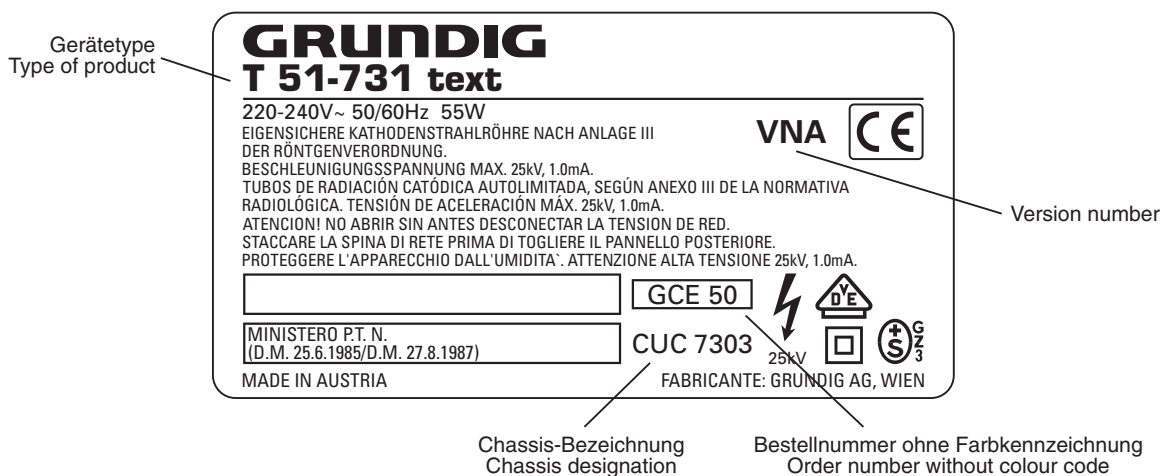 Gerätetype
Type of product
GRUNDIG
T 51-731 text
220-240V~ 50/60Hz 55W
EIGENSICHERE KATHODENSTRAHLRÖHRE NACH ANLAGE III
DER RÖNTGENVERORDNUNG.
BESCHLEUNIGUNGSSPANNUNG MAX. 25kV, 1.0mA.
TUBOS DE RADIACIÓN CATÓDICA AUTOLIMITADA, SEGÚN ANEXO III DE LA NORMATIVA
RADIOLÓGICA. TENSIÓN DE ACELERACIÓN MÁX. 25kV, 1.0mA.
ATENCION! NO ABRIR SIN ANTES DESCONECTAR LA TENSION DE RED.
STACCARE LA SPINA DI RETE PRIMA DI TOGLIERE IL PANNELLO POSTERIORE.
PROTEGGERE L'APPARECCHIO DALL'UMIDITA`. ATTENZIONE ALTA TENSIONE 25kV, 1.0mA.
VNA
CE
Version number
GCE 50
DVE
MINISTERO P.T. N.
(D.M. 25.6.1985/D.M. 27.8.1987)
CUC 7303
25kV
+S
GZ3
MADE IN AUSTRIA
FABRICANTE: GRUNDIG AG, WIEN
Chassis-Bezeichnung
Chassis designation
Bestellnummer ohne Farbkennzeichnung
Order number without colour code